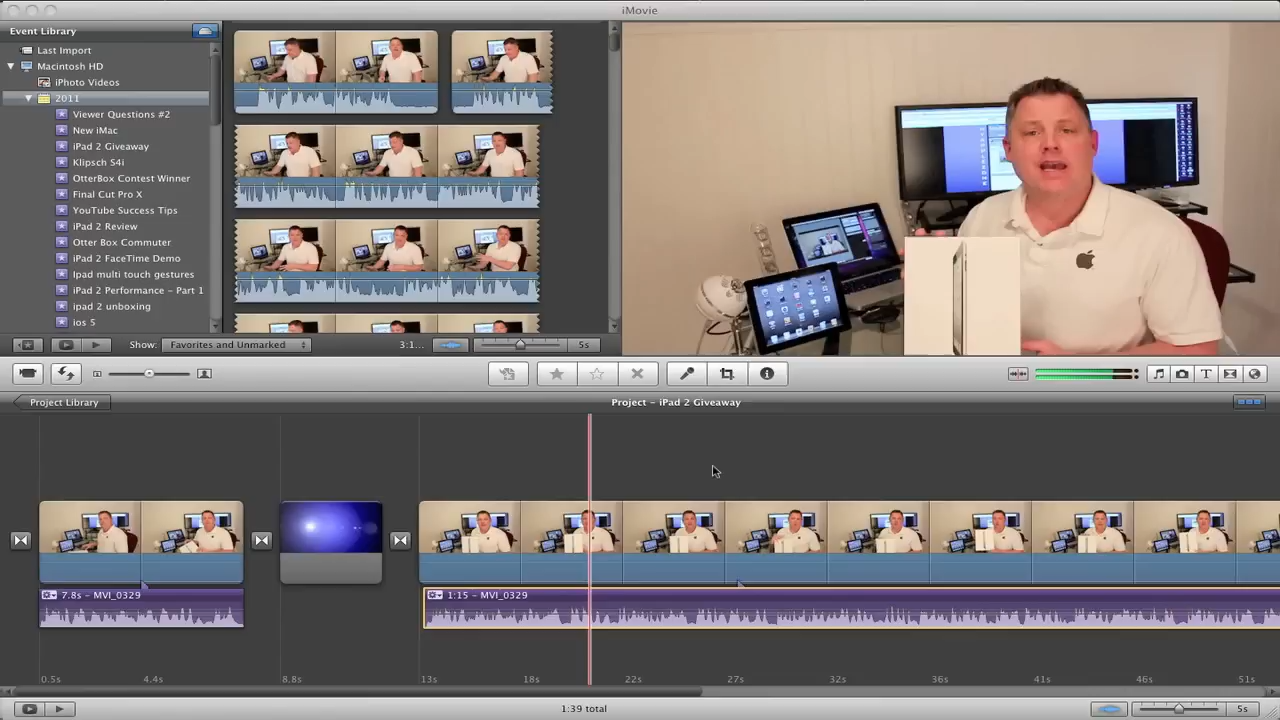 iMovie
Event Library
Last Import
Macintosh HD
iPhoto Videos
2011
Viewer Questions #2
New iMac
iPad 2 Giveaway
Klipsch S4i
OtterBox Contest Winner
Final Cut Pro X
YouTube Success Tips
iPad 2 Review
Otter Box Commuter
iPad 2 FaceTime Demo
Ipad multi touch gestures
iPad 2 Performance - Part 1
ipad 2 unboxing
ios 5
Show: Favorites and Unmarked 3:1... 5s
Project Library
Project - iPad 2 Giveaway
7.8s - MVI_0329
1:15 - MVI_0329
0.5s 4.4s 8.8s 13s 18s 22s 27s 32s 36s 41s 46s 51s
1:39 total
5s